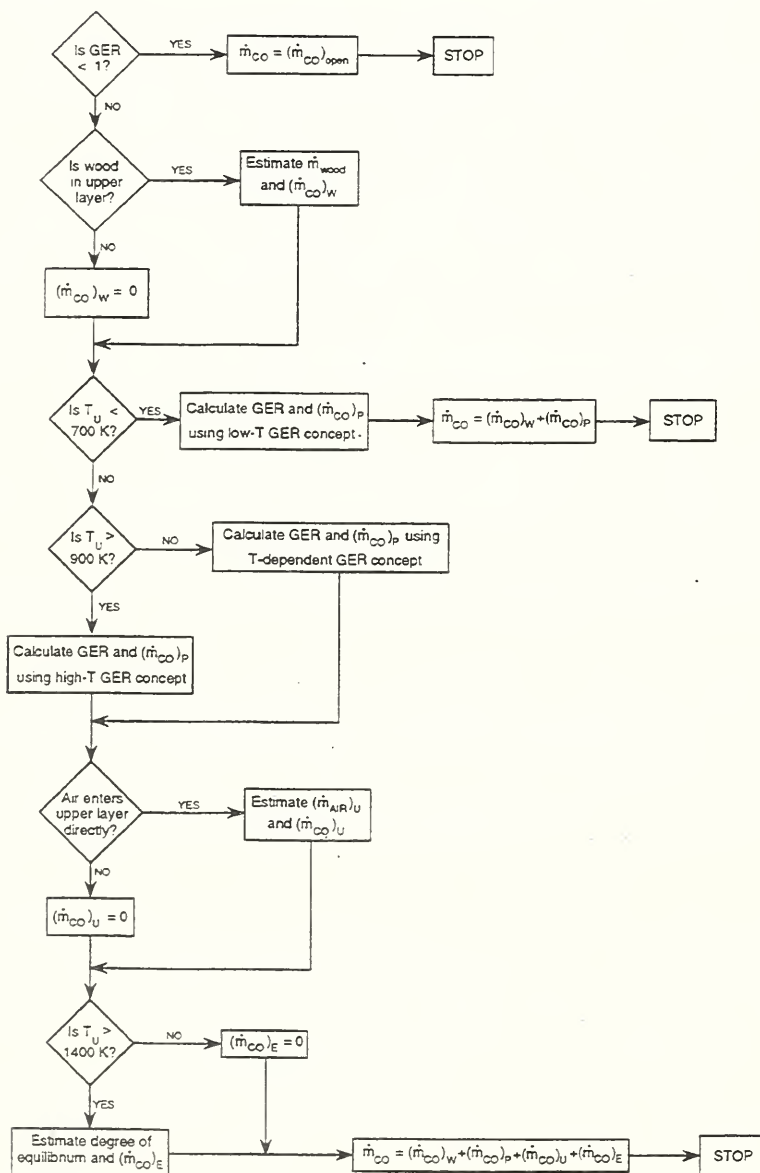 Is GER
< 1?
YES
ṁCO = (ṁCO)open
STOP
NO
Is wood
in upper
layer?
YES
Estimate ṁwood
and (ṁCO)W
NO
(ṁCO)W = 0
Is TU <
700 K?
YES
Calculate GER and (ṁCO)P
using low-T GER concept.
ṁCO = (ṁCO)W + (ṁCO)P
STOP
NO
Is TU >
900 K?
NO
Calculate GER and (ṁCO)P using
T-dependent GER concept
YES
Calculate GER and (ṁCO)P
using high-T GER concept
Air enters
upper layer
directly?
YES
Estimate (ṁAIR)U
and (ṁCO)U
NO
(ṁCO)U = 0
Is TU >
1400 K?
NO
(ṁCO)E = 0
YES
Estimate degree of
equilibrium and (ṁCO)E
ṁCO = (ṁCO)W + (ṁCO)P + (ṁCO)U + (ṁCO)E
STOP